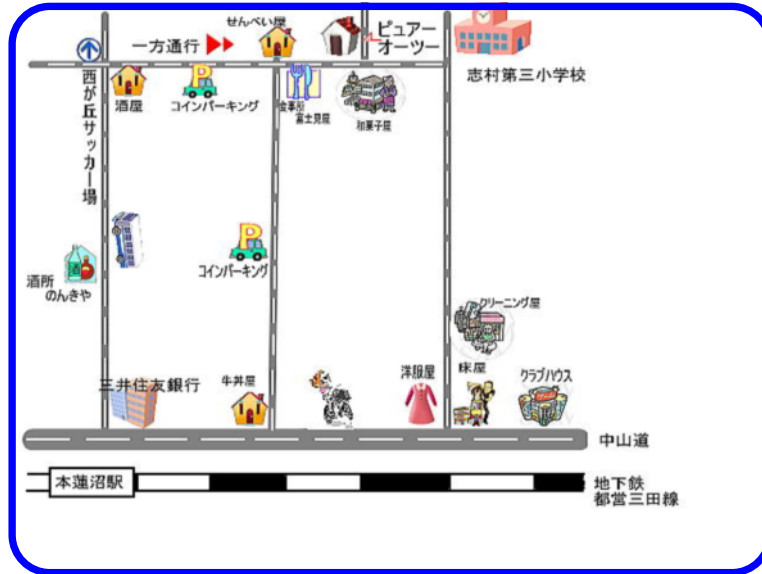 せんべい屋
ピュアー
オーツー
一方通行
志村第三小学校
酒屋
コインパーキング
食事所
富士見屋
和菓子屋
西が丘サッカー場
コインパーキング
酒所
のんきや
クリーニング屋
三井住友銀行
牛丼屋
洋服屋
床屋
クラブハウス
中山道
本蓮沼駅
地下鉄
都営三田線